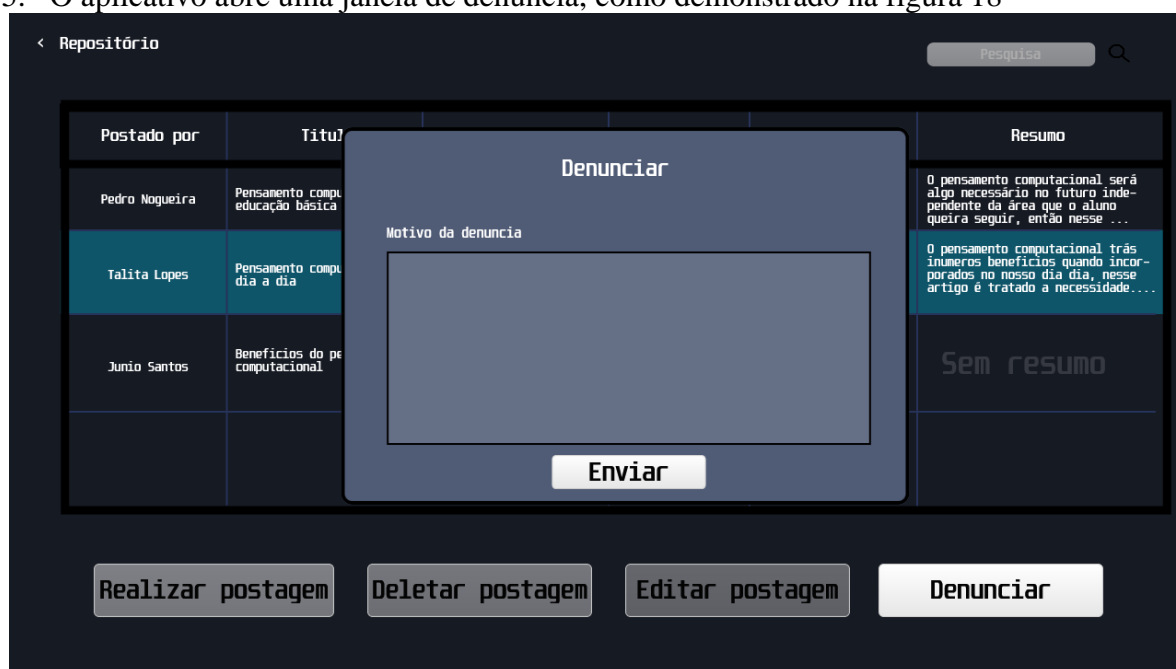 O aplicativo abre uma janela de denúncia, como demonstrado na figura 18
< Repositório
Pesquisa
Postado por
Titul
Resumo
Denunciar
Motivo da denuncia
Pedro Nogueira
Pensamento compu
educação básica
O pensamento computacional será
algo necessário no futuro inde-
pendente da área que o aluno
queira seguir, então nesse ...
Talita Lopes
Pensamento compu
dia a dia
O pensamento computacional trás
inumeros beneficios quando incor-
porados no nosso dia dia, nesse
artigo é tratado a necessidade....
Junio Santos
Beneficios do pe
computacional
Sem resumo
Enviar
Realizar postagem
Deletar postagem
Editar postagem
Denunciar